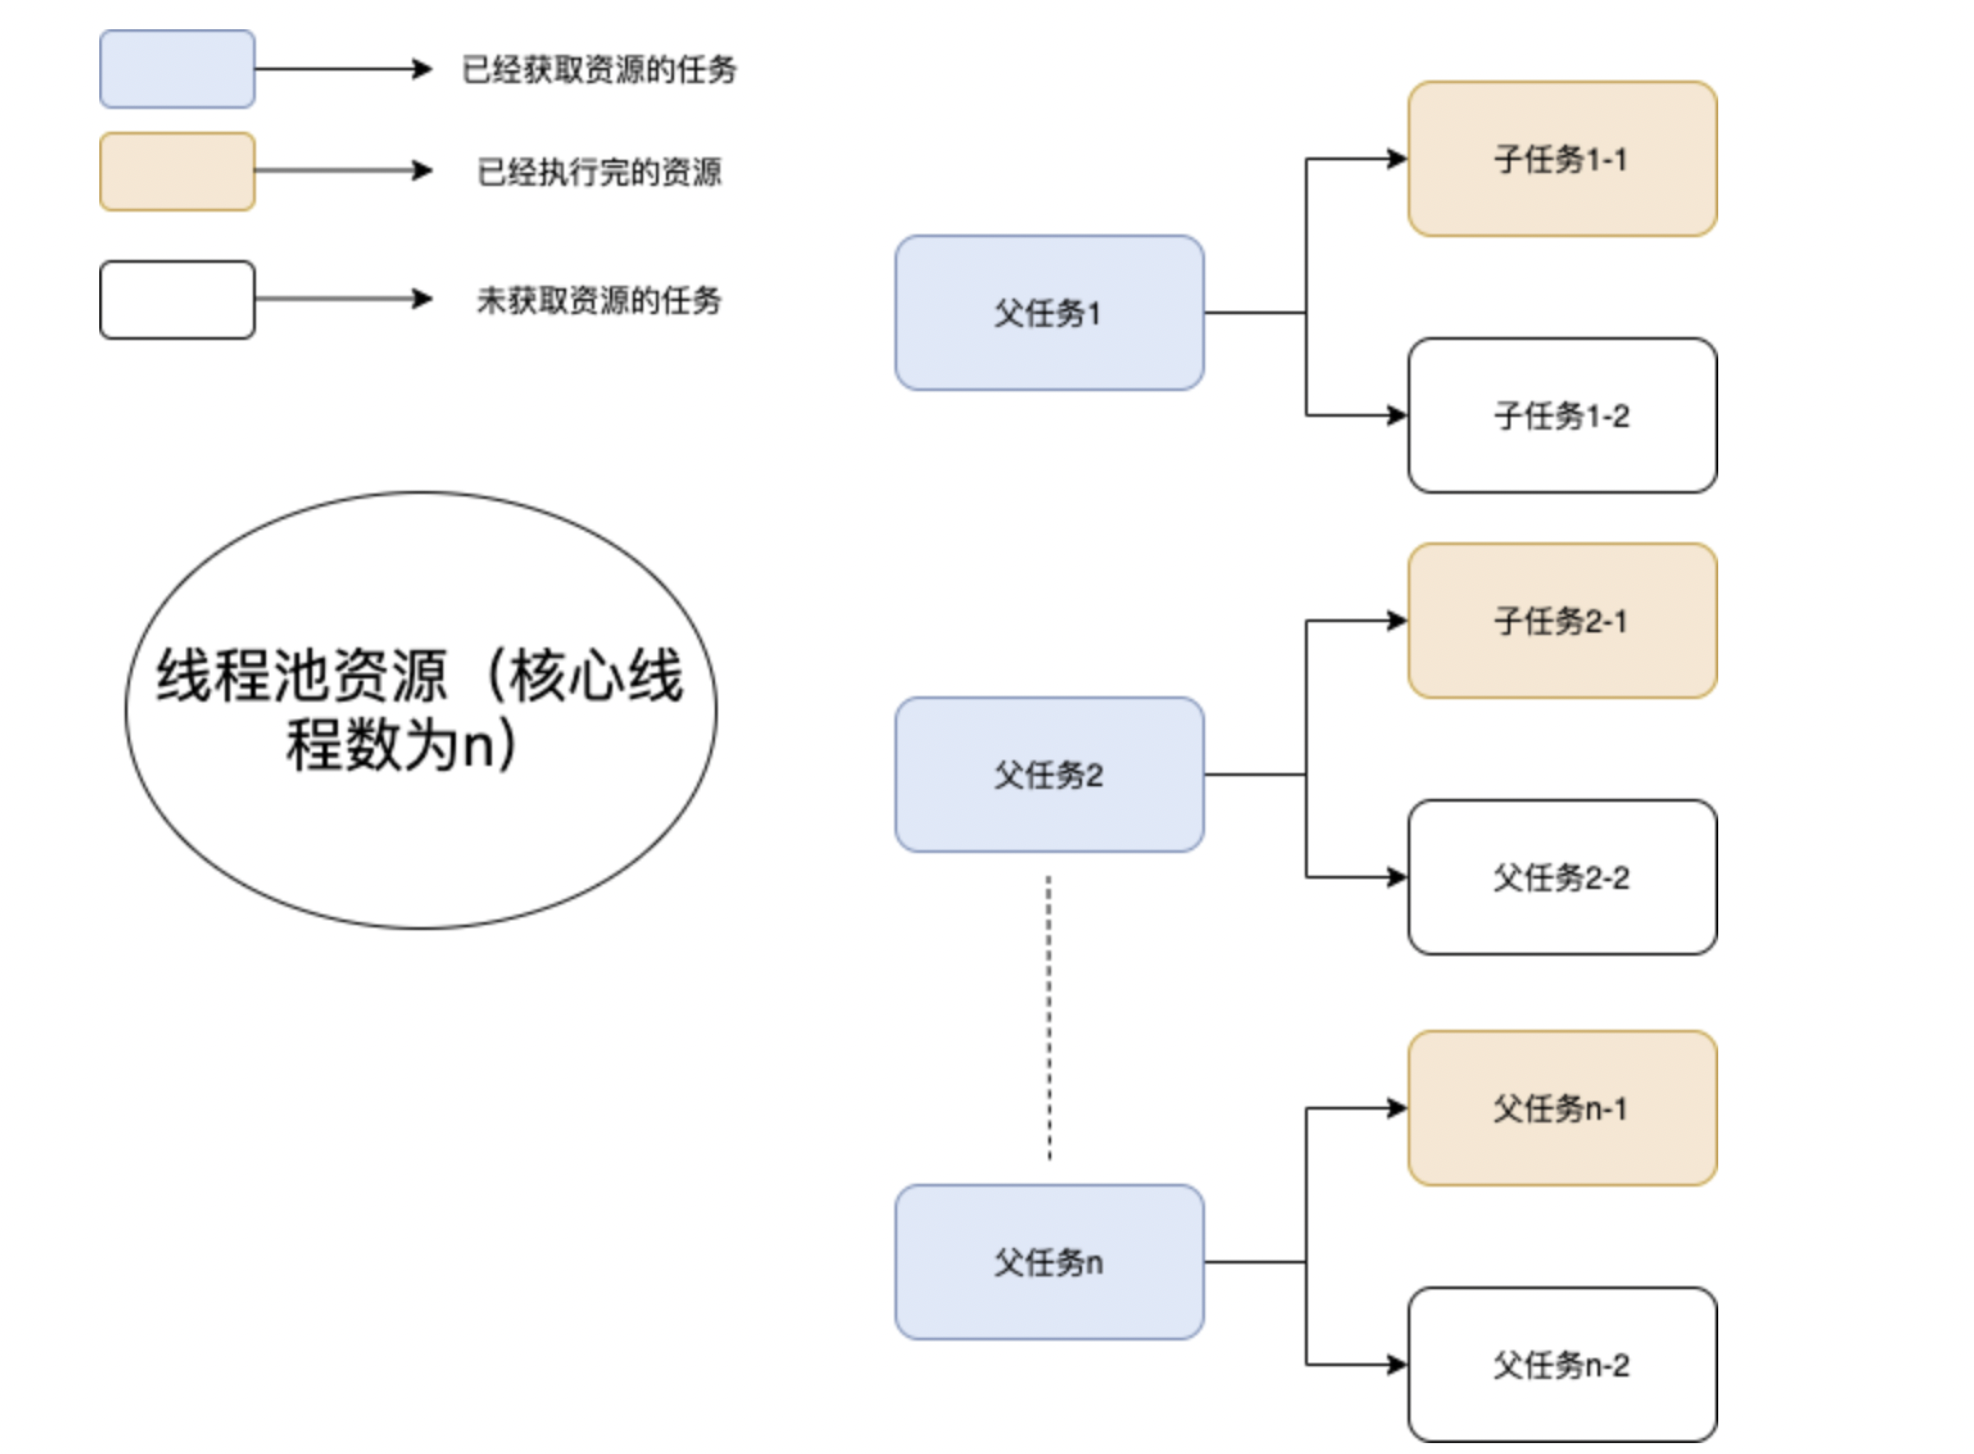 已经获取资源的任务
已经执行完的资源
未获取资源的任务
线程池资源（核心线
程数为n）
父任务1
子任务1-1
子任务1-2
父任务2
子任务2-1
父任务2-2
父任务n
父任务n-1
父任务n-2